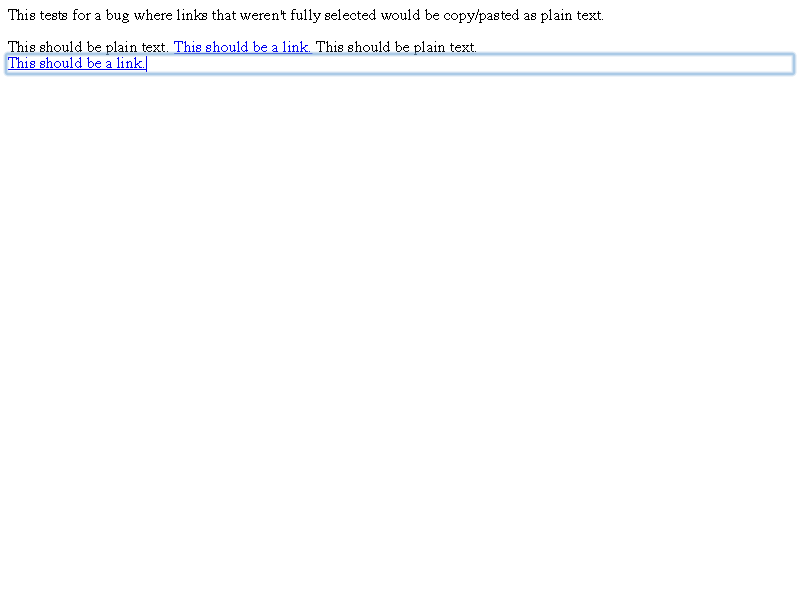 This tests for a bug where links that weren't fully selected would be copy/pasted as plain text.
This should be plain text. This should be a link. This should be plain text.
This should be a link.